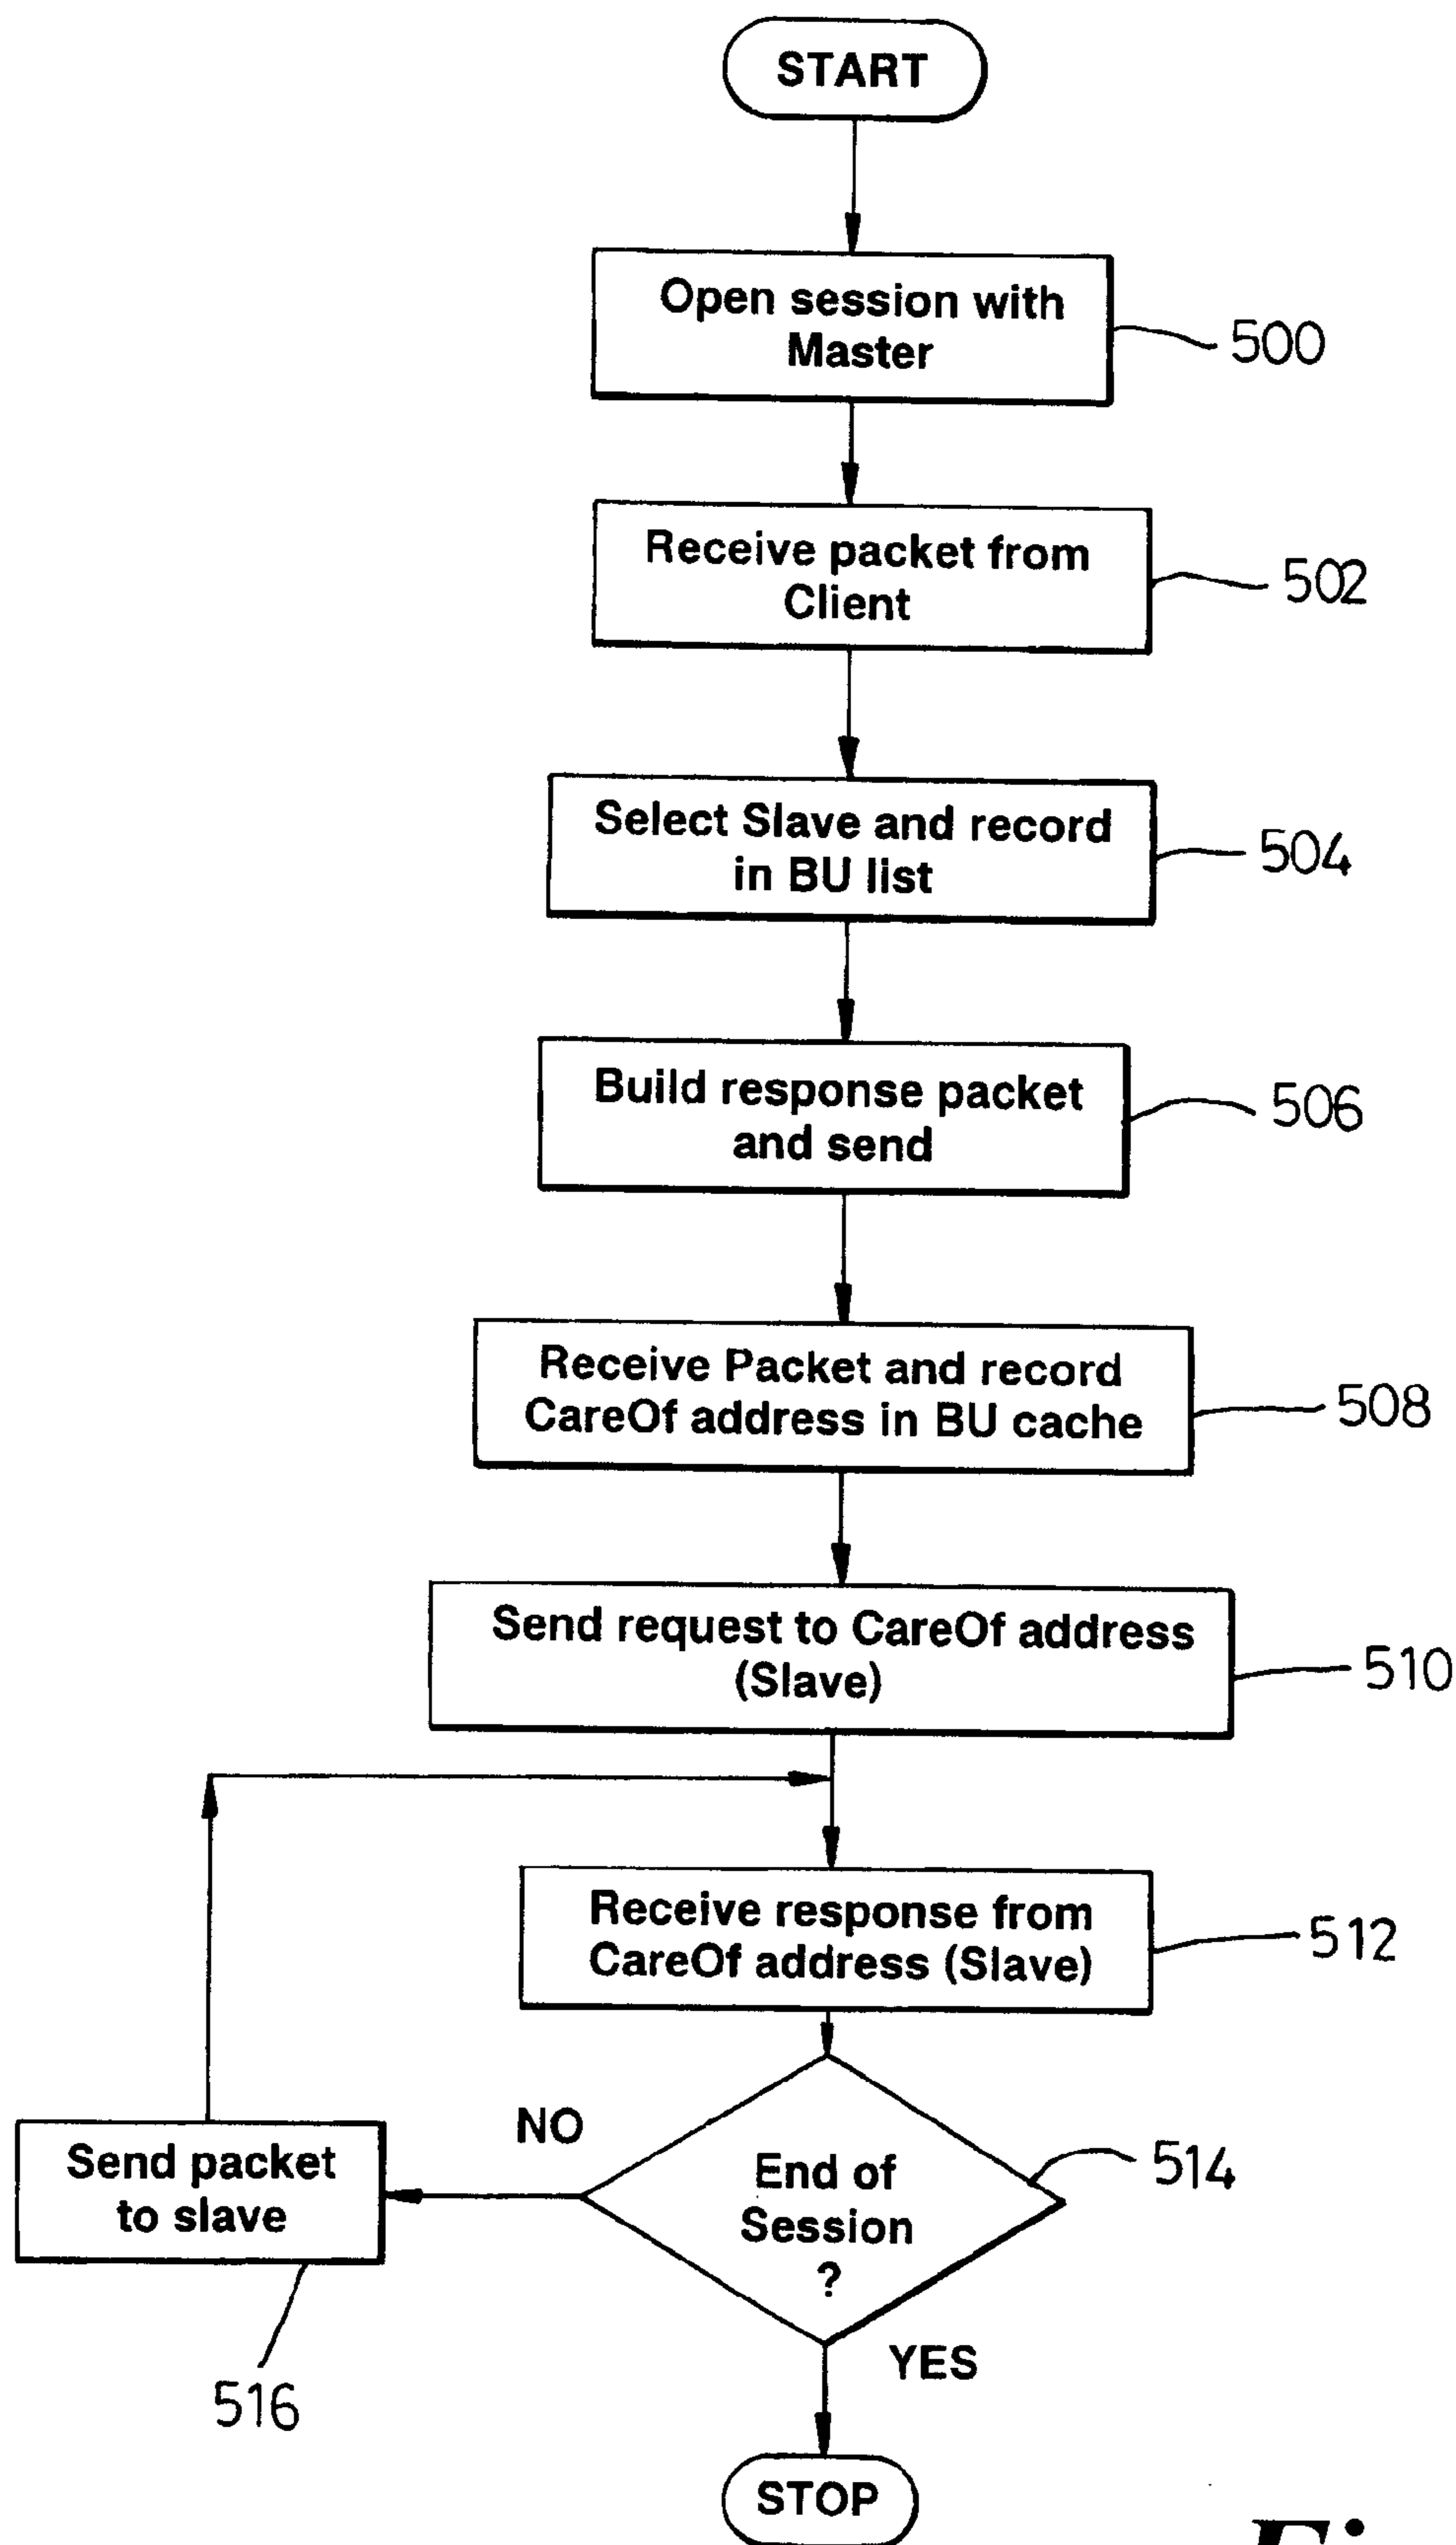 START
Open session with
Master
500
Receive packet from
Client
502
Select Slave and record
in BU list
504
Build response packet
and send
506
Receive Packet and record
CareOf address in BU cache
508
Send request to CareOf address
(Slave)
510
Receive response from
CareOf address (Slave)
512
NO
End of
Session
?
514
Send packet
to slave
516
YES
STOP